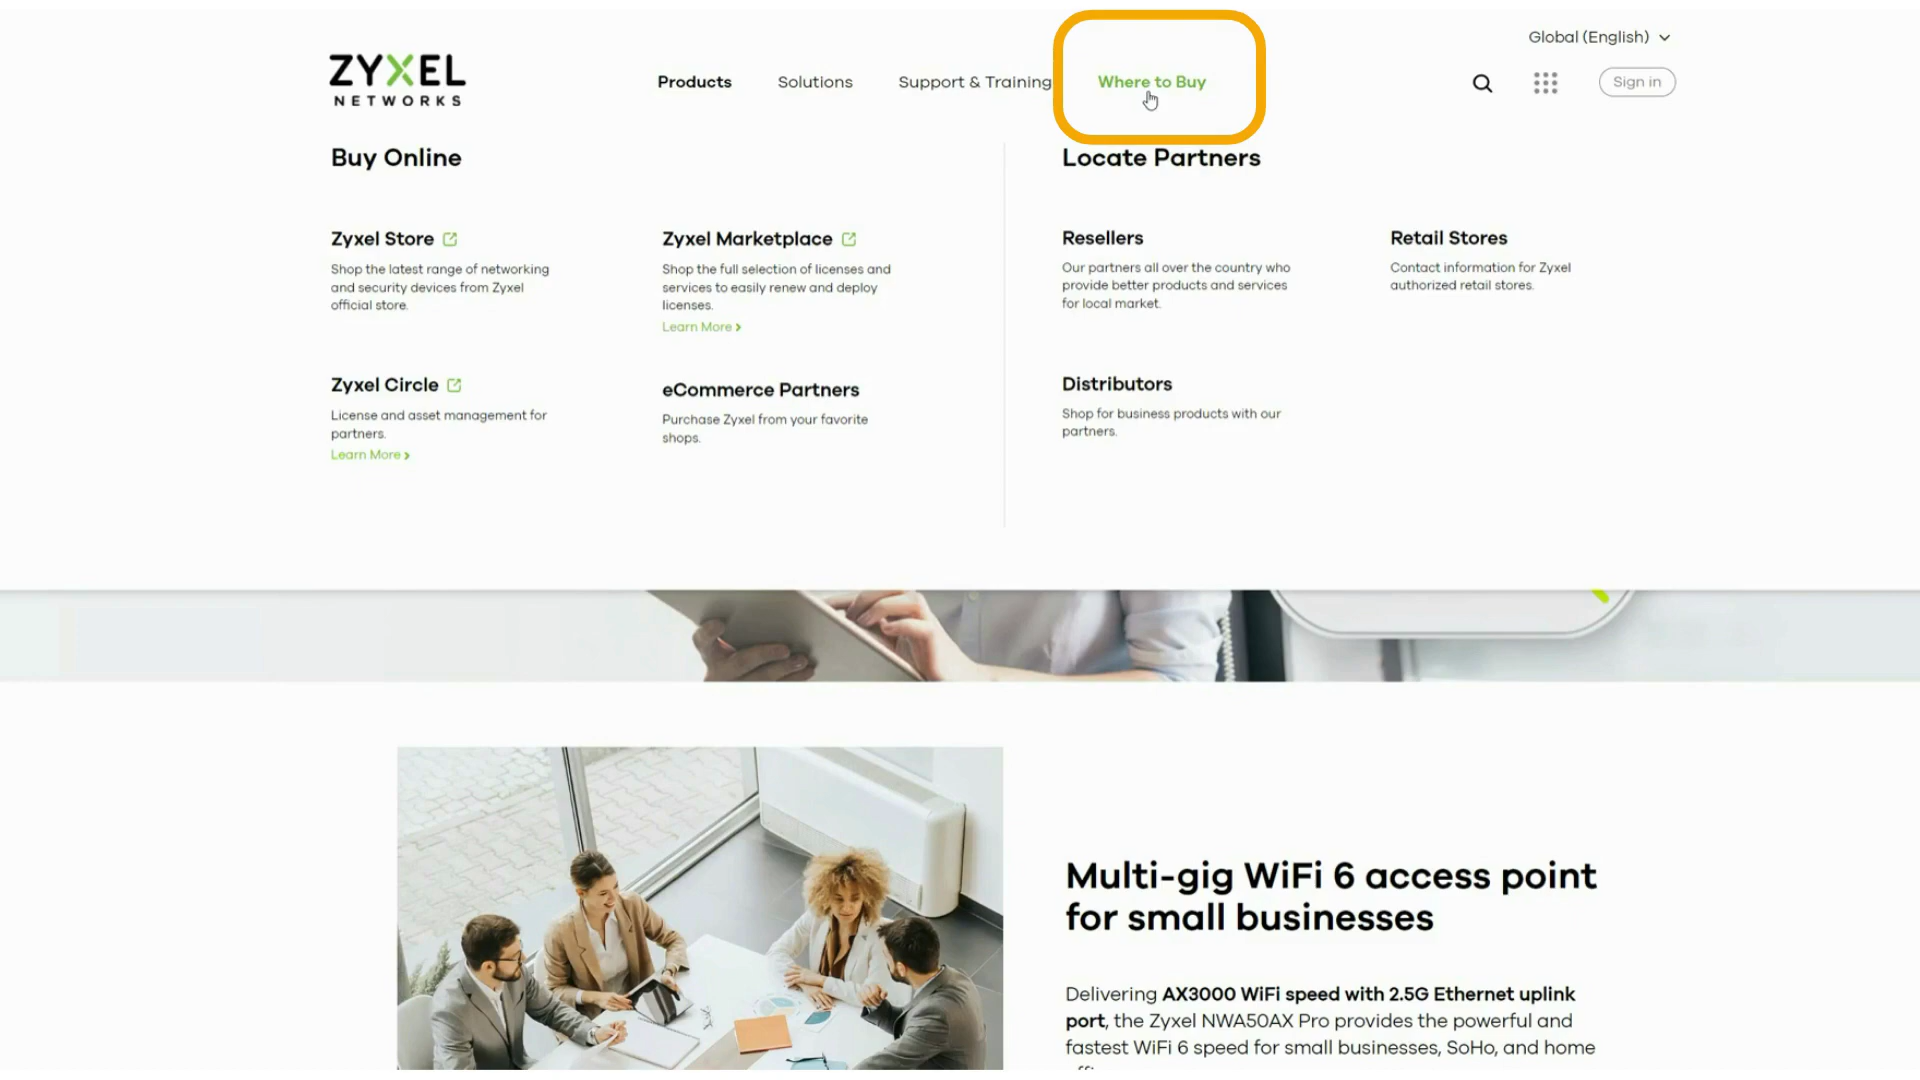 Global (English)
ZYXEL
NETWORKS
Products
Solutions
Support & Training
Where to Buy
Sign in
Buy Online
Locate Partners
Zyxel Store
Shop the latest range of networking
and security devices from Zyxel
official store.
Zyxel Marketplace
Shop the full selection of licenses and
services to easily renew and deploy
licenses.
Learn More >
Resellers
Our partners all over the country who
provide better products and services
for local market.
Retail Stores
Contact information for Zyxel
authorized retail stores.
Zyxel Circle
License and asset management for
partners.
Learn More >
eCommerce Partners
Purchase Zyxel from your favorite
shops.
Distributors
Shop for business products with our
partners.
Multi-gig WiFi 6 access point
for small businesses
Delivering AX3000 WiFi speed with 2.5G Ethernet uplink
port, the Zyxel NWA50AX Pro provides the powerful and
fastest WiFi 6 speed for small businesses, SoHo, and home